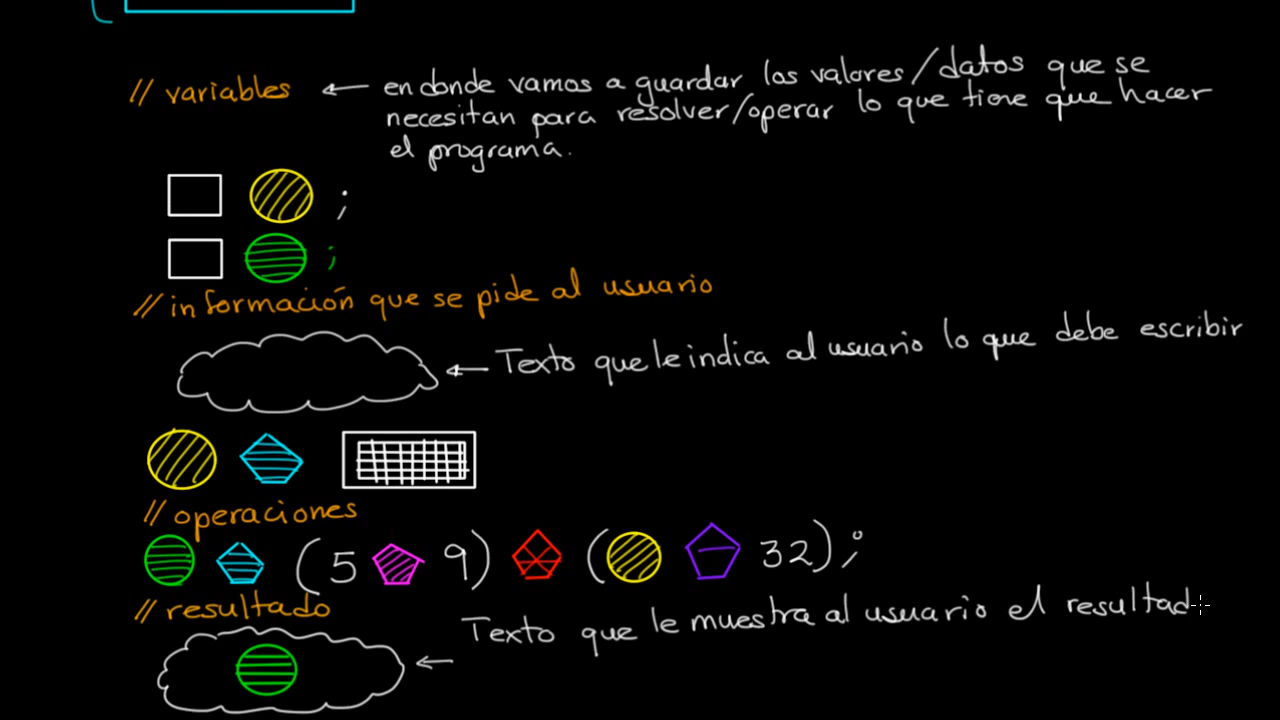 // variables ← en donde vamos a guardar los valores/datos que se
necesitan para resolver/operar lo que tiene que hacer
el programa.
;
;
// información que se pide al usuario
← Texto que le indica al usuario lo que debe escribir
// operaciones
(5 9) ( 32);
// resultado
← Texto que le muestra al usuario el resultad